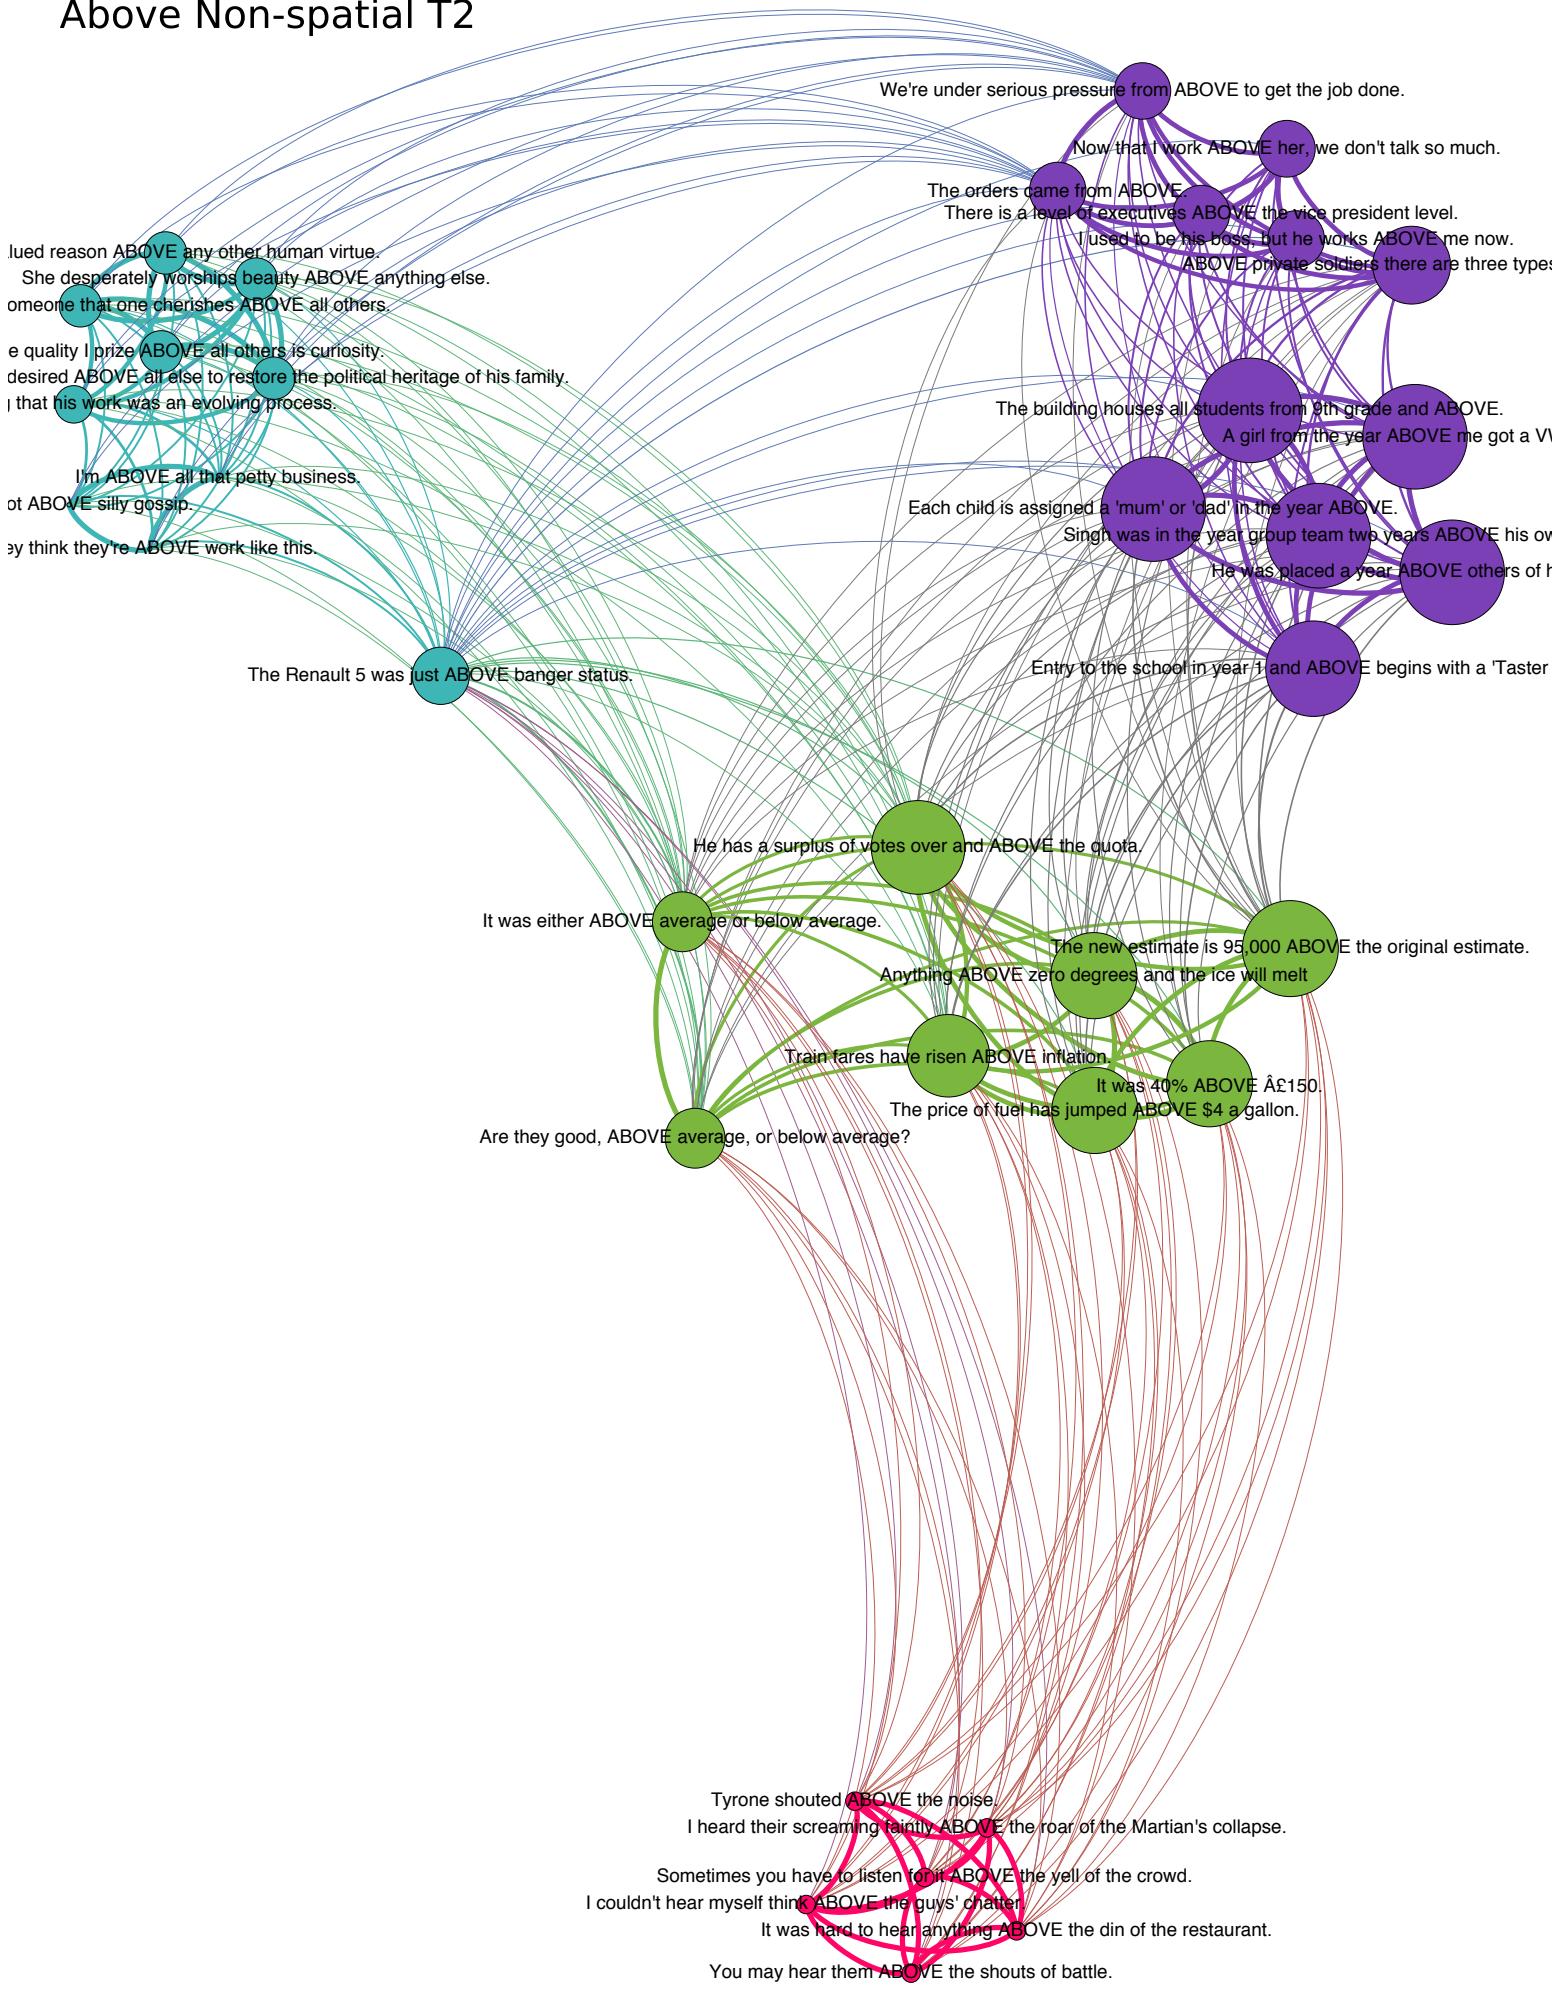 Above Non-spatial T2
We're under serious pressure from ABOVE to get the job done.
Now that I work ABOVE her, we don't talk so much.
The orders came from ABOVE.
There is a level of executives ABOVE the vice president level.
I used to be his boss, but he works ABOVE me now.
ABOVE private soldiers there are three types
lued reason ABOVE any other human virtue.
She desperately worships beauty ABOVE anything else.
omeone that one cherishes ABOVE all others.
e quality I prize ABOVE all others is curiosity.
desired ABOVE all else to restore the political heritage of his family.
that his work was an evolving process.
I'm ABOVE all that petty business.
ot ABOVE silly gossip.
ey think they're ABOVE work like this.
The building houses all students from 9th grade and ABOVE.
A girl from the year ABOVE me got a VW
Each child is assigned a 'mum' or 'dad' in the year ABOVE.
Singh was in the year group team two years ABOVE his ow
He was placed a year ABOVE others of h
Entry to the school in year 1 and ABOVE begins with a 'Taster
The Renault 5 was just ABOVE banger status.
He has a surplus of votes over and ABOVE the quota.
It was either ABOVE average or below average.
The new estimate is 95,000 ABOVE the original estimate.
Anything ABOVE zero degrees and the ice will melt
Train fares have risen ABOVE inflation.
It was 40% ABOVE Â£150.
The price of fuel has jumped ABOVE $4 a gallon.
Are they good, ABOVE average, or below average?
Tyrone shouted ABOVE the noise.
I heard their screaming faintly ABOVE the roar of the Martian's collapse.
Sometimes you have to listen for it ABOVE the yell of the crowd.
I couldn't hear myself think ABOVE the guys' chatter.
It was hard to hear anything ABOVE the din of the restaurant.
You may hear them ABOVE the shouts of battle.